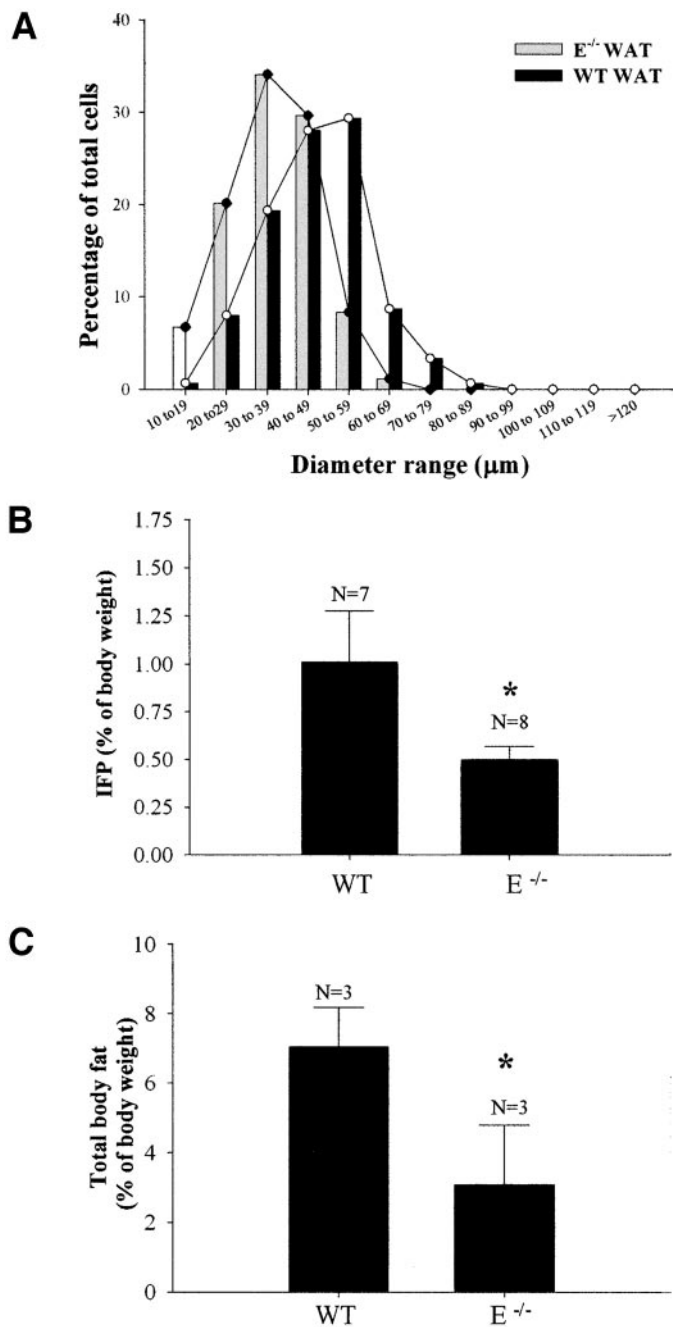 A
40
30
20
10
0
Percentage of total cells
E-/- WAT
WT WAT
10 to19
20 to29
30 to 39
40 to 49
50 to 59
60 to 69
70 to 79
80 to 89
90 to 99
100 to 109
110 to 119
>120
Diameter range (μm)
B
1.75
1.50
1.25
1.00
0.75
0.50
0.25
0.00
IFP (% of body weight)
N=7
*
N=8
WT
E -/-
C
10
8
6
4
2
0
Total body fat
(% of body weight)
N=3
*
N=3
WT
E -/-